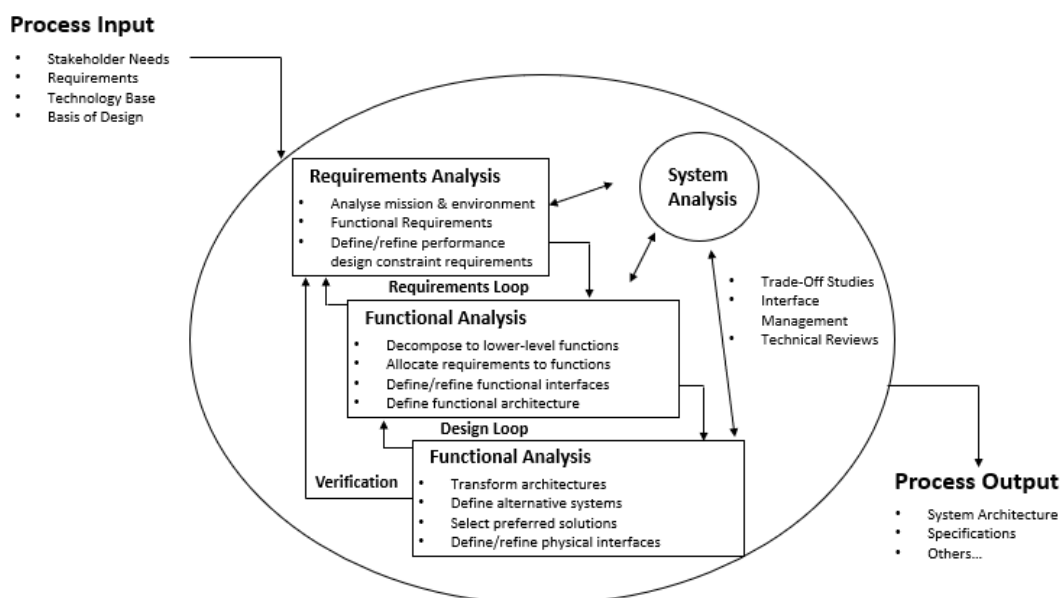 Process Input
• Stakeholder Needs
• Requirements
• Technology Base
• Basis of Design
Requirements Analysis
• Analyse mission & environment
• Functional Requirements
• Define/refine performance
design constraint requirements
System
Analysis
Requirements Loop
• Trade-Off Studies
• Interface
Management
• Technical Reviews
Functional Analysis
• Decompose to lower-level functions
• Allocate requirements to functions
• Define/refine functional interfaces
• Define functional architecture
Design Loop
Functional Analysis
• Transform architectures
• Define alternative systems
• Select preferred solutions
• Define/refine physical interfaces
Verification
Process Output
• System Architecture
• Specifications
• Others...